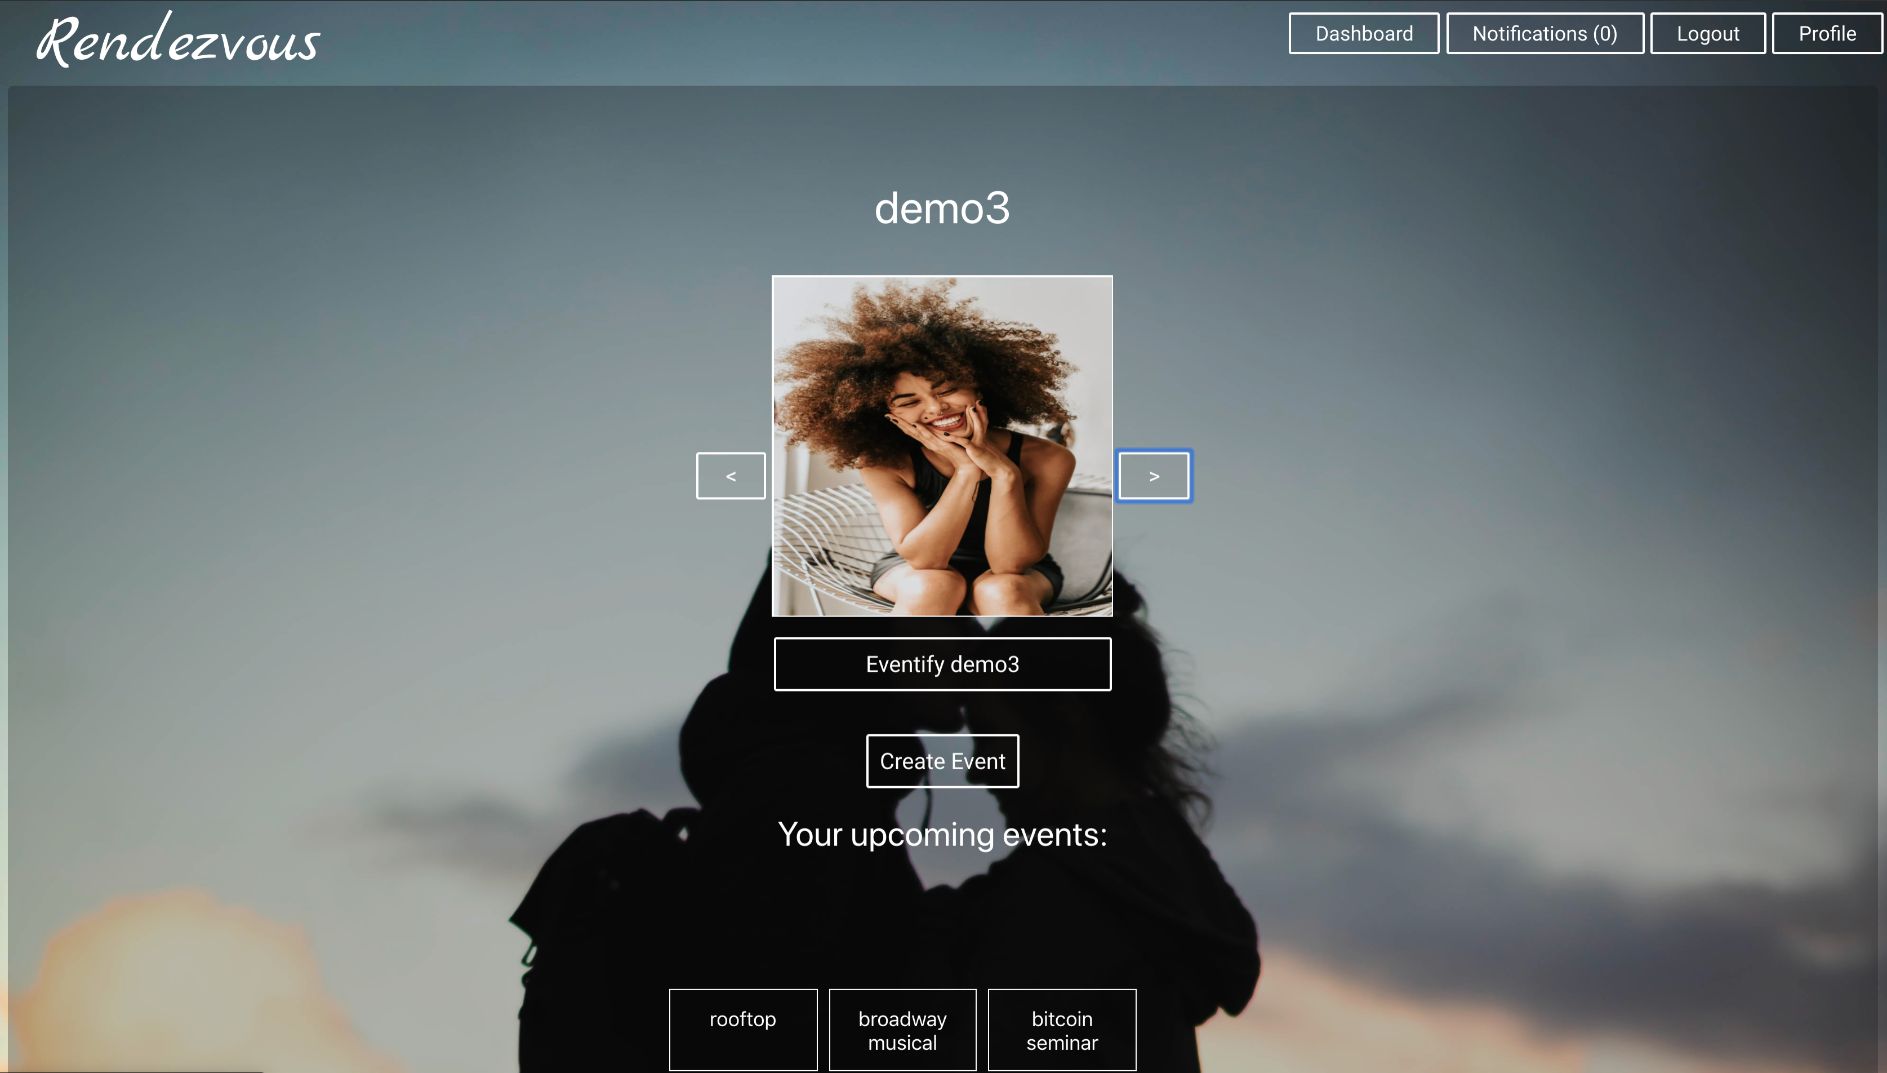 Rendezvous
Dashboard
Notifications (0)
Logout
Profile
demo3
<
>
Eventify demo3
Create Event
Your upcoming events:
rooftop
broadway
musical
bitcoin
seminar